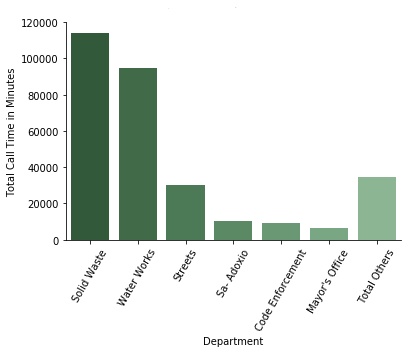 120000
100000
80000
60000
40000
20000
0
Total Call Time in Minutes
Solid Waste
Water Works
Streets
Sa- Adoxio
Code Enforcement
Mayor's Office
Total Others
Department